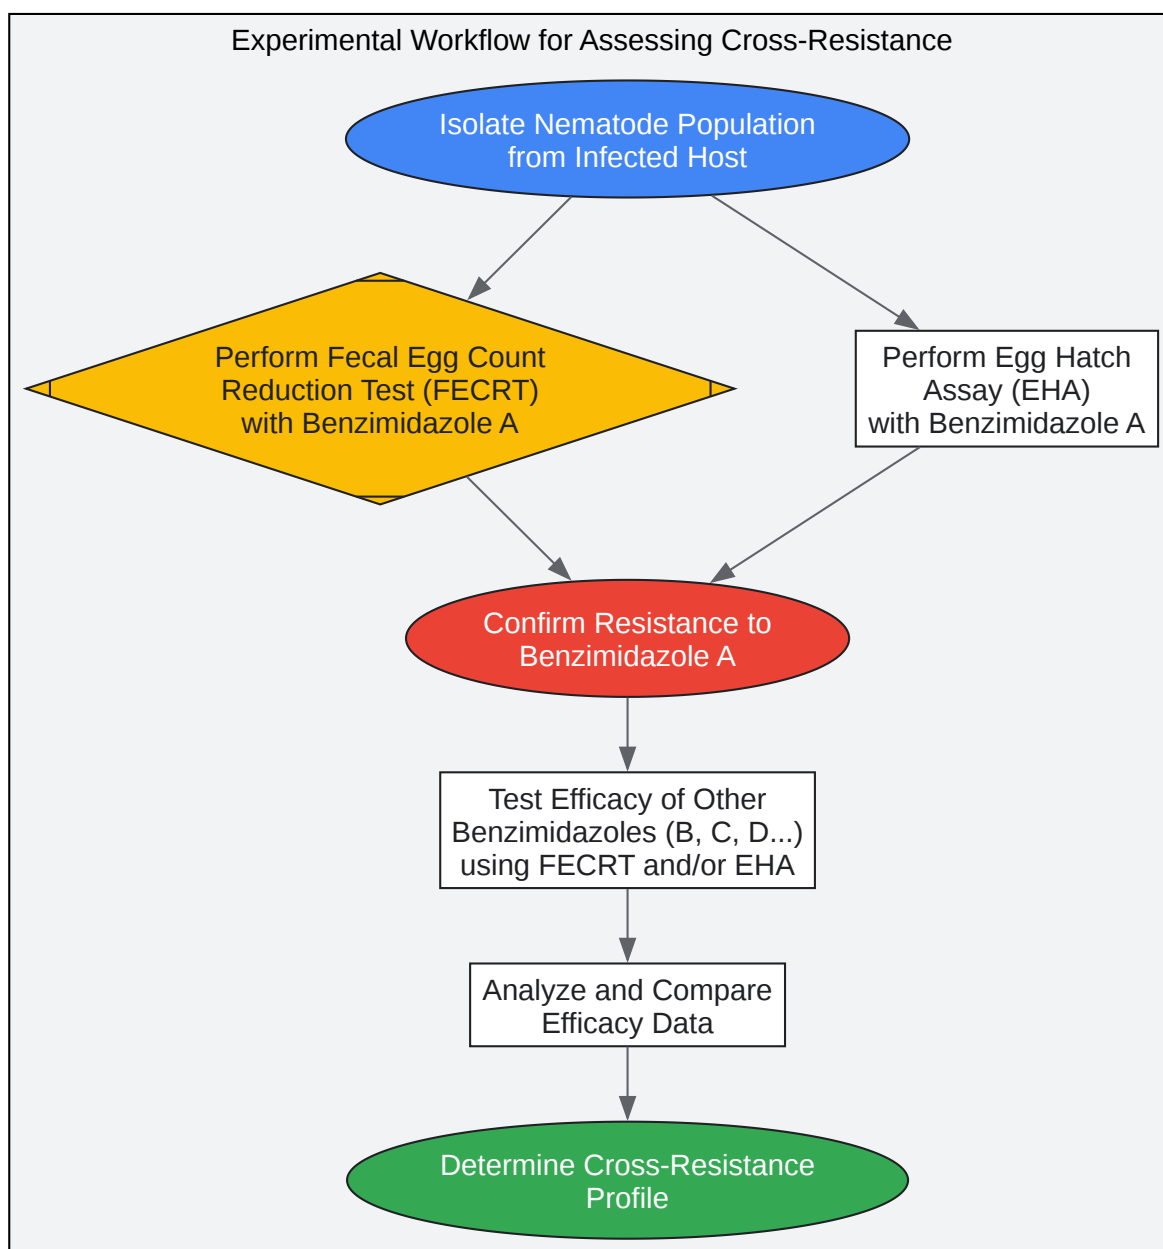 Experimental Workflow for Assessing Cross-Resistance
Isolate Nematode Population
from Infected Host
Perform Fecal Egg Count
Reduction Test (FECRT)
with Benzimidazole A
Perform Egg Hatch
Assay (EHA)
with Benzimidazole A
Confirm Resistance to
Benzimidazole A
Test Efficacy of Other
Benzimidazoles (B, C, D...)
using FECRT and/or EHA
Analyze and Compare
Efficacy Data
Determine Cross-Resistance
Profile